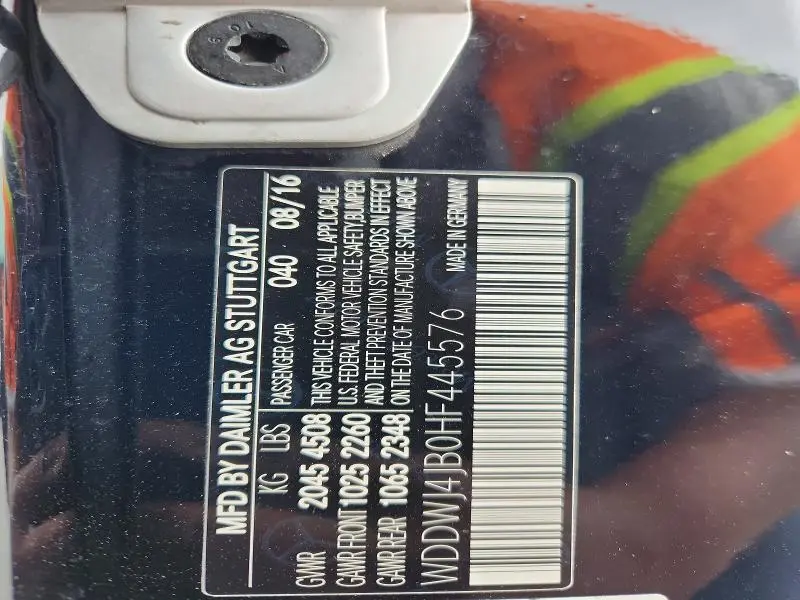 MFD BY DAIMLER AG STUTTGART
KG LBS PASSENGER CAR 040 08/16
GVWR 2045 4508 THIS VEHICLE CONFORMS TO ALL APPLICABLE
GAWR FRONT 1025 2260 U.S. FEDERAL MOTOR VEHICLE SAFETY, BUMPER
GAWR REAR 1065 2348 AND THEFT PREVENTION STANDARDS IN EFFECT
ON THE DATE OF MANUFACTURE SHOWN ABOVE
WDDWJ4JB0HF445576 MADE IN GERMANY